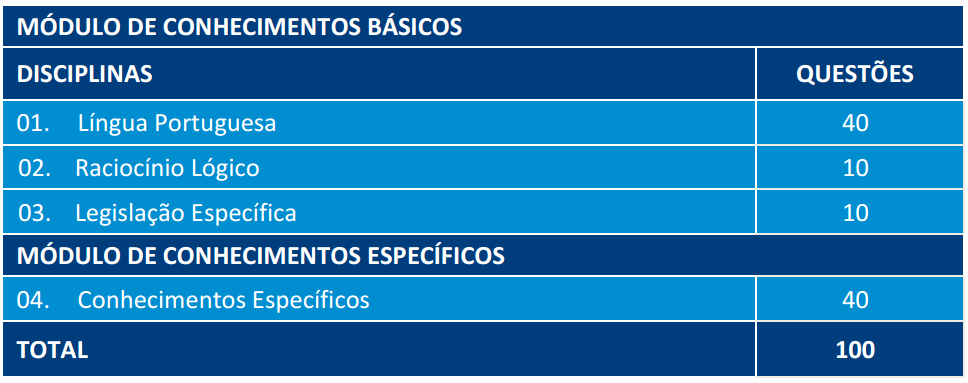 MÓDULO DE CONHECIMENTOS BÁSICOS
DISCIPLINAS QUESTÕES
01. Língua Portuguesa 40
02. Raciocínio Lógico 10
03. Legislação Específica 10
MÓDULO DE CONHECIMENTOS ESPECÍFICOS
04. Conhecimentos Específicos 40
TOTAL 100